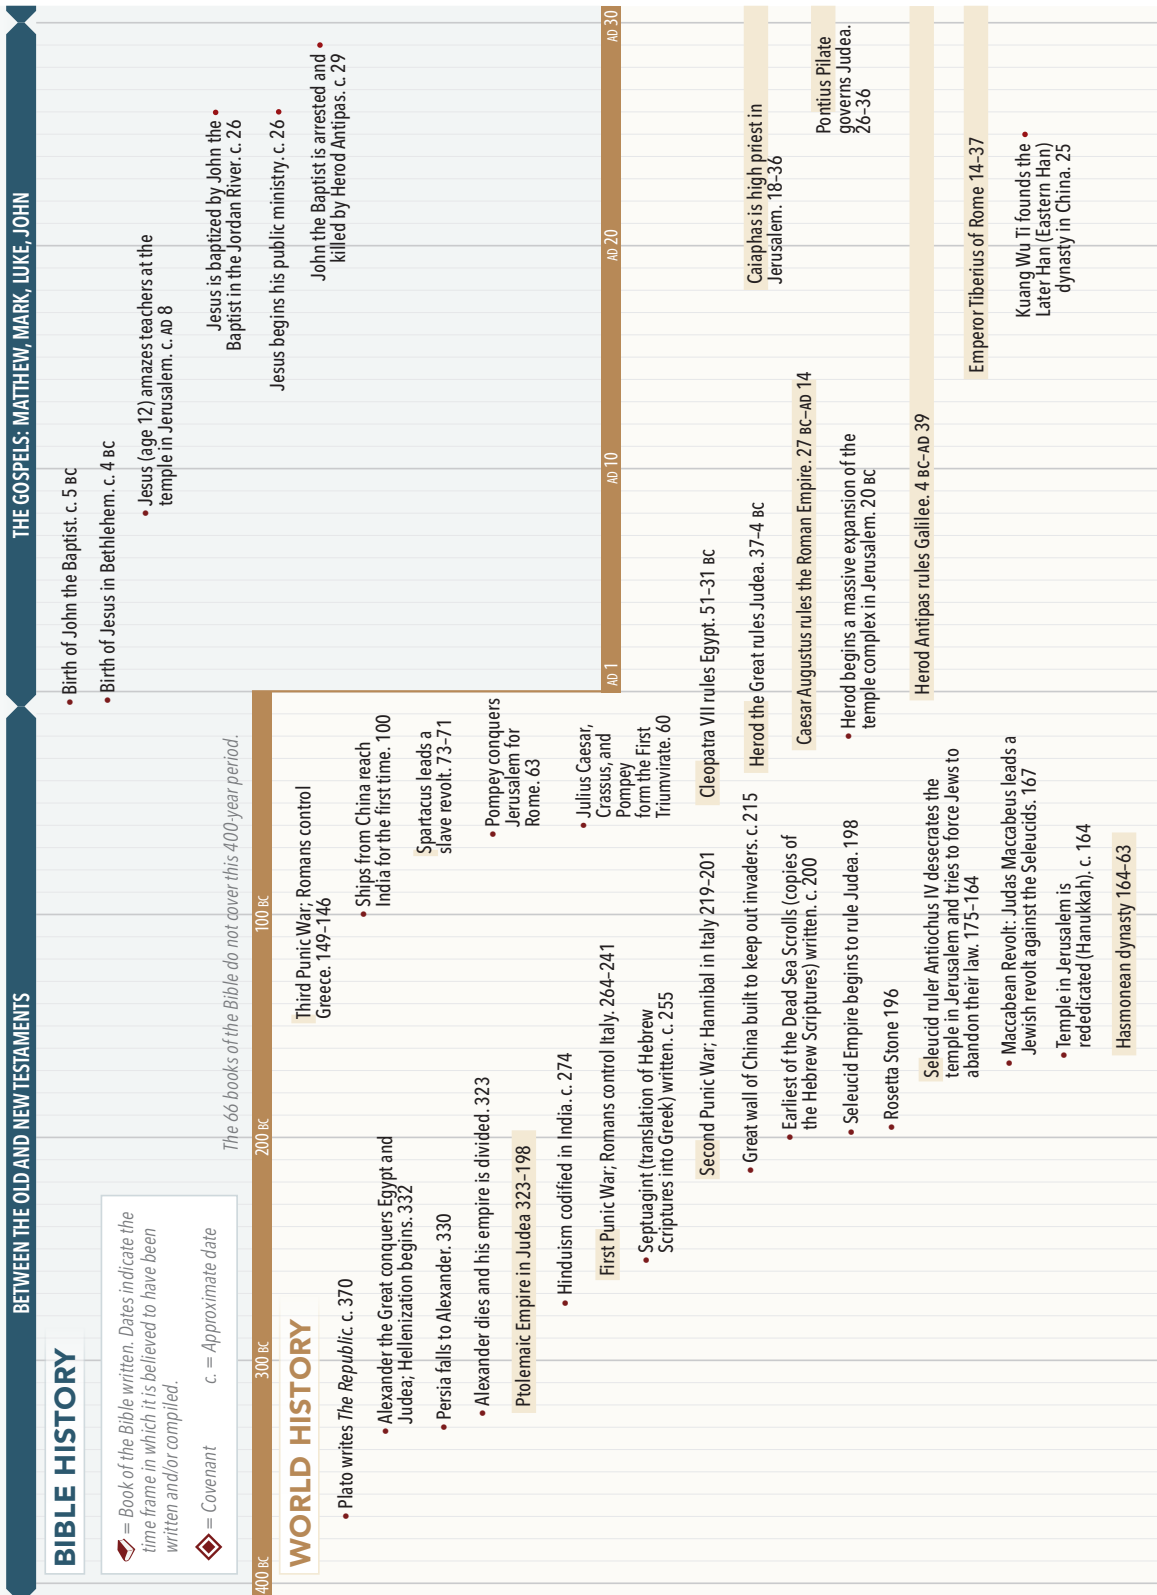 BETWEEN THE OLD AND NEW TESTAMENTS
THE GOSPELS: MATTHEW, MARK, LUKE, JOHN
BIBLE HISTORY
= Book of the Bible written. Dates indicate the
time frame in which it is believed to have been
written and/or compiled.
= Covenant
c. = Approximate date
The 66 books of the Bible do not cover this 400-year period.
• Birth of John the Baptist. c. 5 BC
• Birth of Jesus in Bethlehem. c. 4 BC
• Jesus (age 12) amazes teachers at the
temple in Jerusalem. c. AD 8
Jesus is baptized by John the •
Baptist in the Jordan River. c. 26
Jesus begins his public ministry. c. 26 •
John the Baptist is arrested and •
killed by Herod Antipas. c. 29
400 BC
300 BC
200 BC
100 BC
AD 1
AD 10
AD 20
AD 30
WORLD HISTORY
• Plato writes The Republic. c. 370
• Alexander the Great conquers Egypt and
Judea; Hellenization begins. 332
• Persia falls to Alexander. 330
• Alexander dies and his empire is divided. 323
Ptolemaic Empire in Judea 323–198
• Hinduism codified in India. c. 274
First Punic War; Romans control Italy. 264–241
• Septuagint (translation of Hebrew
Scriptures into Greek) written. c. 255
Second Punic War; Hannibal in Italy 219–201
• Great wall of China built to keep out invaders. c. 215
• Earliest of the Dead Sea Scrolls (copies of
the Hebrew Scriptures) written. c. 200
• Seleucid Empire begins to rule Judea. 198
• Rosetta Stone 196
Seleucid ruler Antiochus IV desecrates the
temple in Jerusalem and tries to force Jews to
abandon their law. 175–164
• Maccabean Revolt: Judas Maccabeus leads a
Jewish revolt against the Seleucids. 167
• Temple in Jerusalem is
rededicated (Hanukkah). c. 164
Hasmonean dynasty 164–63
Third Punic War; Romans control
Greece. 149–146
• Ships from China reach
India for the first time. 100
Spartacus leads a
slave revolt. 73–71
• Pompey conquers
Jerusalem for
Rome. 63
• Julius Caesar,
Crassus, and
Pompey
form the First
Triumvirate. 60
Cleopatra VII rules Egypt. 51–31 BC
Herod the Great rules Judea. 37–4 BC
Caesar Augustus rules the Roman Empire. 27 BC–AD 14
• Herod begins a massive expansion of the
temple complex in Jerusalem. 20 BC
Herod Antipas rules Galilee. 4 BC–AD 39
Caiaphas is high priest in
Jerusalem. 18–36
Pontius Pilate
governs Judea.
26–36
Emperor Tiberius of Rome 14–37
Kuang Wu Ti founds the •
Later Han (Eastern Han)
dynasty in China. 25